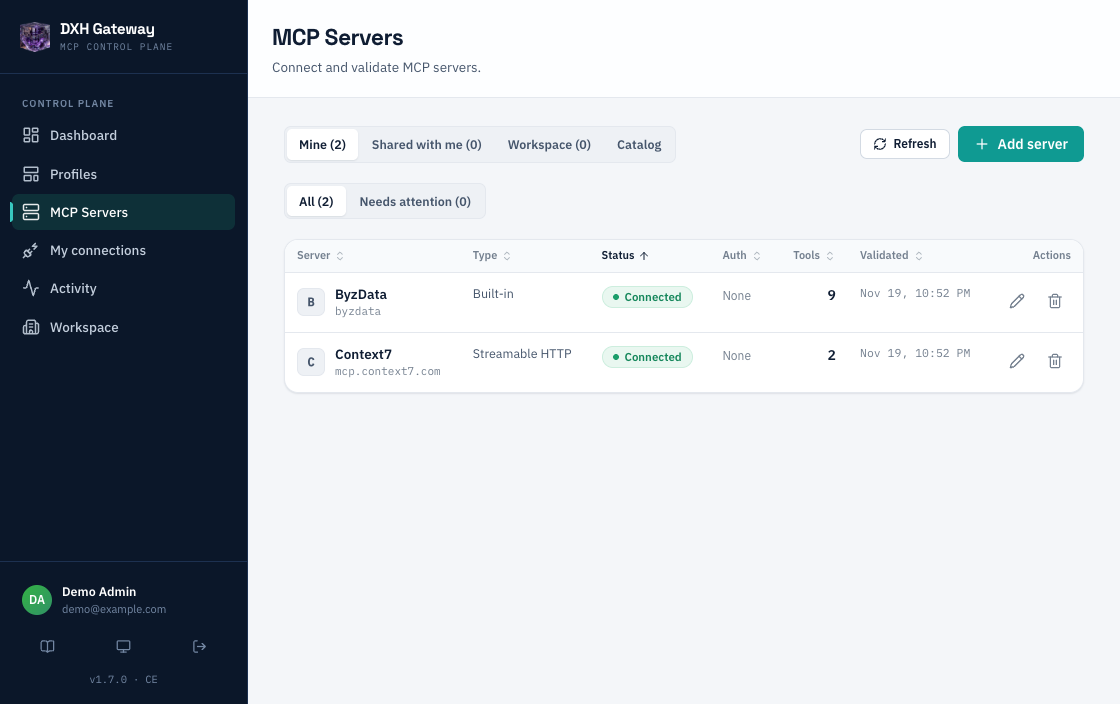 DXH Gateway
MCP CONTROL PLANE
CONTROL PLANE
Dashboard
Profiles
MCP Servers
My connections
Activity
Workspace
DA
Demo Admin
demo@example.com
v1.7.0 · CE
MCP Servers
Connect and validate MCP servers.
Mine (2) Shared with me (0) Workspace (0) Catalog
Refresh
Add server
All (2) Needs attention (0)
Server Type Status Auth Tools Validated Actions
B ByzData Built-in Connected None 9 Nov 19, 10:52 PM
byzdata
C Context7 Streamable HTTP Connected None 2 Nov 19, 10:52 PM
mcp.context7.com